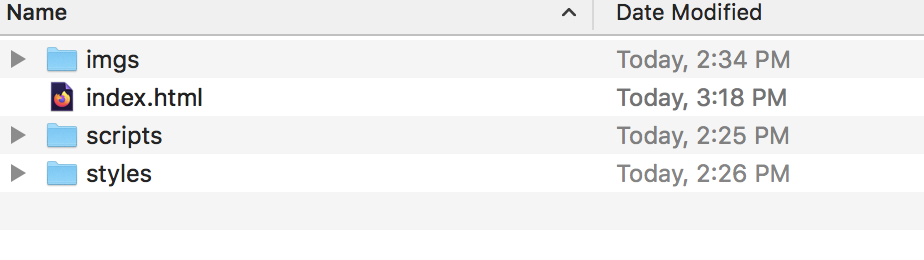 Name Date Modified
imgs Today, 2:34 PM
index.html Today, 3:18 PM
scripts Today, 2:25 PM
styles Today, 2:26 PM